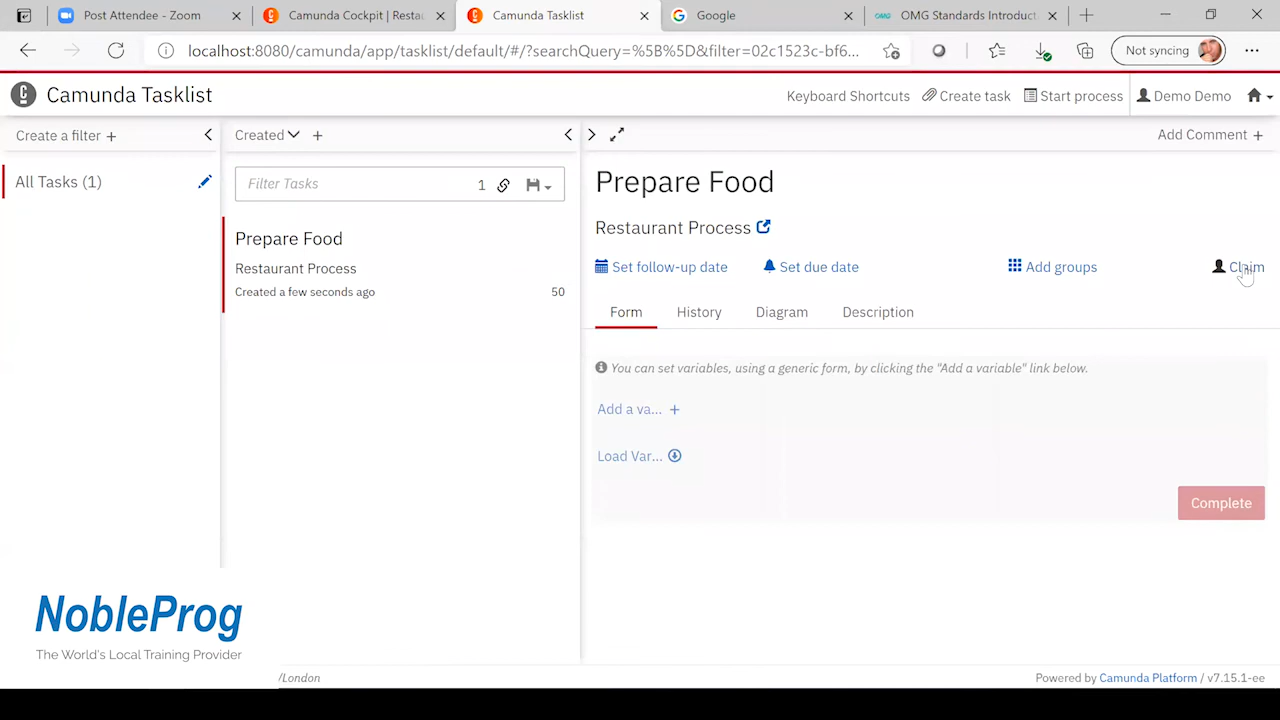 Post Attendee - Zoom
Camunda Cockpit | Restau
Camunda Tasklist
Google
OMG Standards Introduct
localhost:8080/camunda/app/tasklist/default/#/?searchQuery=%5B%5D&filter=02c1523c-bf6...
Not syncing
Camunda Tasklist
Keyboard Shortcuts
Create task
Start process
Demo Demo
Create a filter +
Created
+
Add Comment +
All Tasks (1)
Filter Tasks
1
Prepare Food
Restaurant Process
Created a few seconds ago
50
Prepare Food
Restaurant Process
Set follow-up date
Set due date
Add groups
Claim
Form
History
Diagram
Description
You can set variables, using a generic form, by clicking the "Add a variable" link below.
Add a va... +
Load Var...
Complete
NobleProg
The World's Local Training Provider
/London
Powered by Camunda Platform / v7.15.1-ee